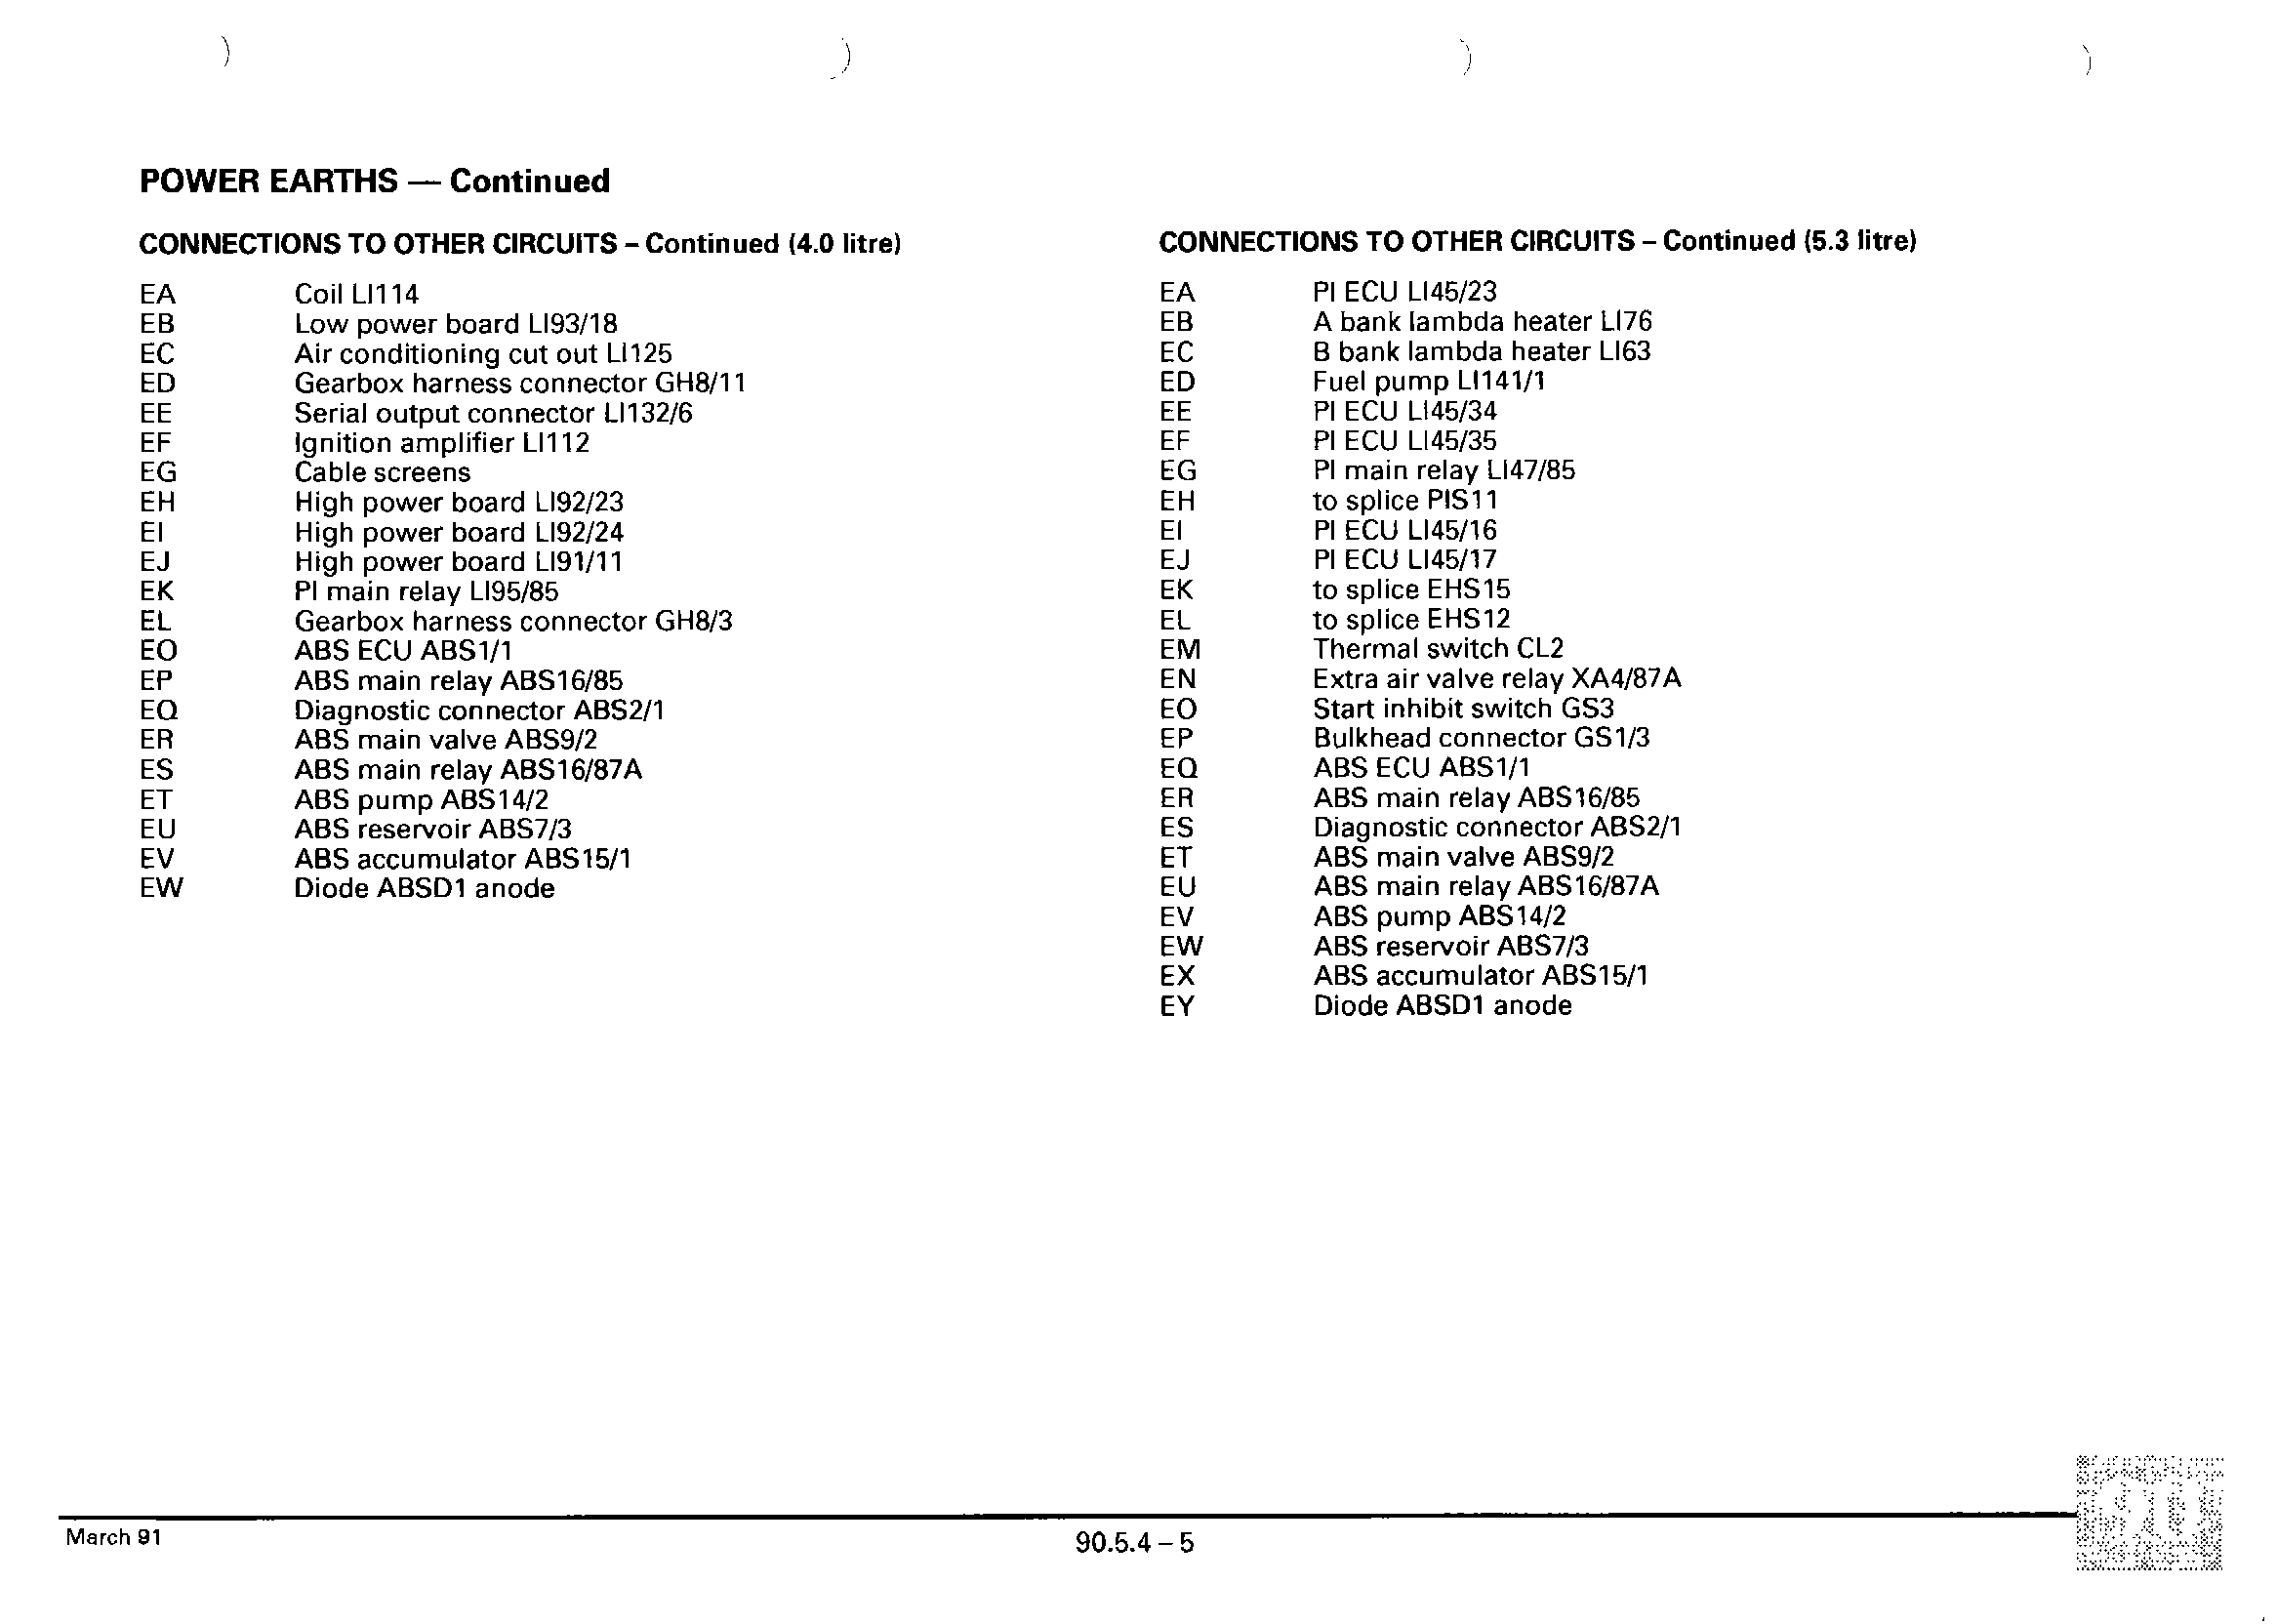 POWER EARTHS — Continued
CONNECTIONS TO OTHER CIRCUITS – Continued (4.0 litre)
EA Coil LI114
EB Low power board LI93/18
EC Air conditioning cut out LI125
ED Gearbox harness connector GH8/11
EE Serial output connector LI132/6
EF Ignition amplifier LI112
EG Cable screens
EH High power board LI92/23
EI High power board LI92/24
EJ High power board LI91/11
EK PI main relay LI95/85
EL Gearbox harness connector GH8/3
EO ABS ECU ABS1/1
EP ABS main relay ABS16/85
EQ Diagnostic connector ABS2/1
ER ABS main valve ABS9/2
ES ABS main relay ABS16/87A
ET ABS pump ABS14/2
EU ABS reservoir ABS7/3
EV ABS accumulator ABS15/1
EW Diode ABSD1 anode
CONNECTIONS TO OTHER CIRCUITS – Continued (5.3 litre)
EA PI ECU LI45/23
EB A bank lambda heater LI76
EC B bank lambda heater LI63
ED Fuel pump LI141/1
EE PI ECU LI45/34
EF PI ECU LI45/35
EG PI main relay LI47/85
EH to splice PIS11
EI PI ECU LI45/16
EJ PI ECU LI45/17
EK to splice EHS15
EL to splice EHS12
EM Thermal switch CL2
EN Extra air valve relay XA4/87A
EO Start inhibit switch GS3
EP Bulkhead connector GS1/3
EQ ABS ECU ABS1/1
ER ABS main relay ABS16/85
ES Diagnostic connector ABS2/1
ET ABS main valve ABS9/2
EU ABS main relay ABS16/87A
EV ABS pump ABS14/2
EW ABS reservoir ABS7/3
EX ABS accumulator ABS15/1
EY Diode ABSD1 anode
March 91
90.5.4 – 5
90